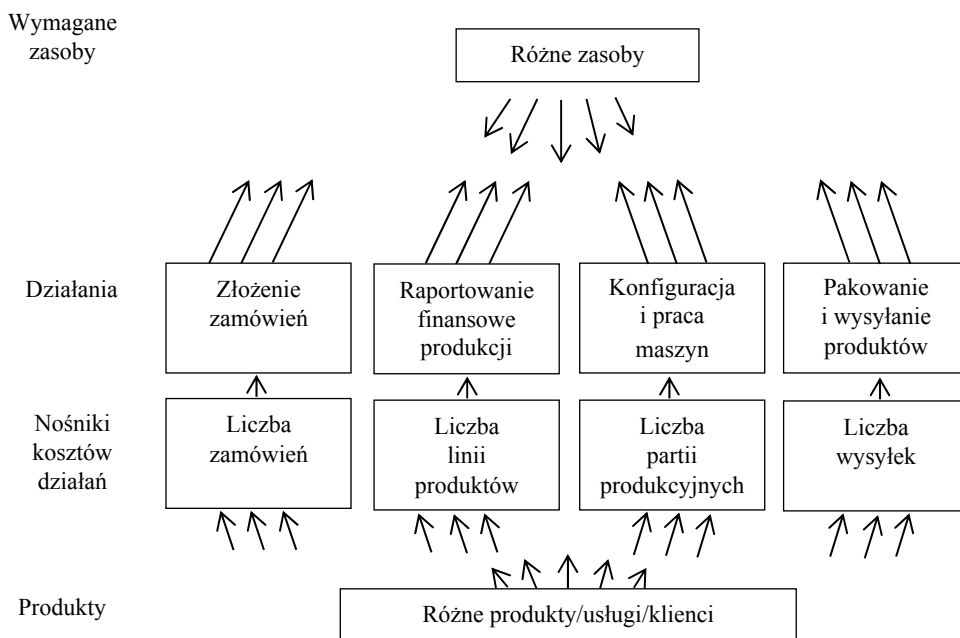 Wymagane
zasoby
Różne zasoby
Działania
Złożenie
zamówień
Raportowanie
finansowe
produkcji
Konfiguracja
i praca
maszyn
Pakowanie
i wysyłanie
produktów
Nośniki
kosztów
działań
Liczba
zamówień
Liczba
linii
produktów
Liczba
partii
produkcyjnych
Liczba
wysyłek
Produkty
Różne produkty/usługi/klienci